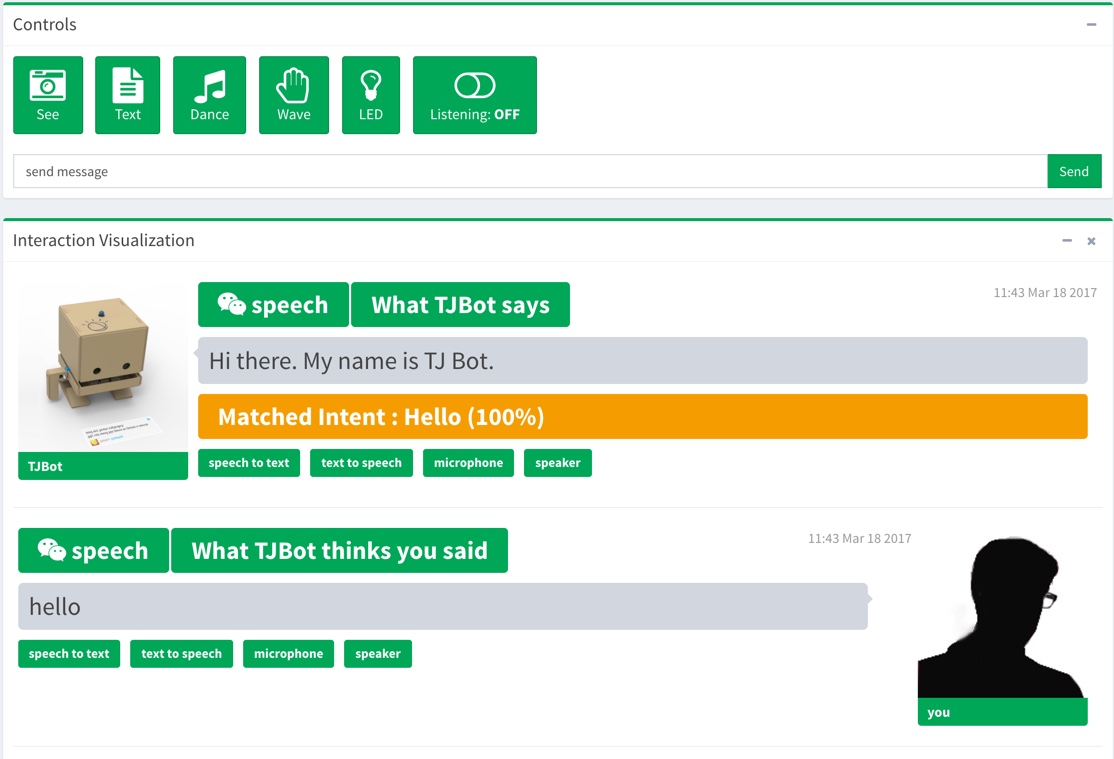 Controls
See
Text
Dance
Wave
LED
Listening: OFF
send message
Send
Interaction Visualization
speech
What TJBot says
11:43 Mar 18 2017
Hi there. My name is TJ Bot.
Matched Intent : Hello (100%)
TJBot
speech to text
text to speech
microphone
speaker
speech
What TJBot thinks you said
11:43 Mar 18 2017
hello
speech to text
text to speech
microphone
speaker
you